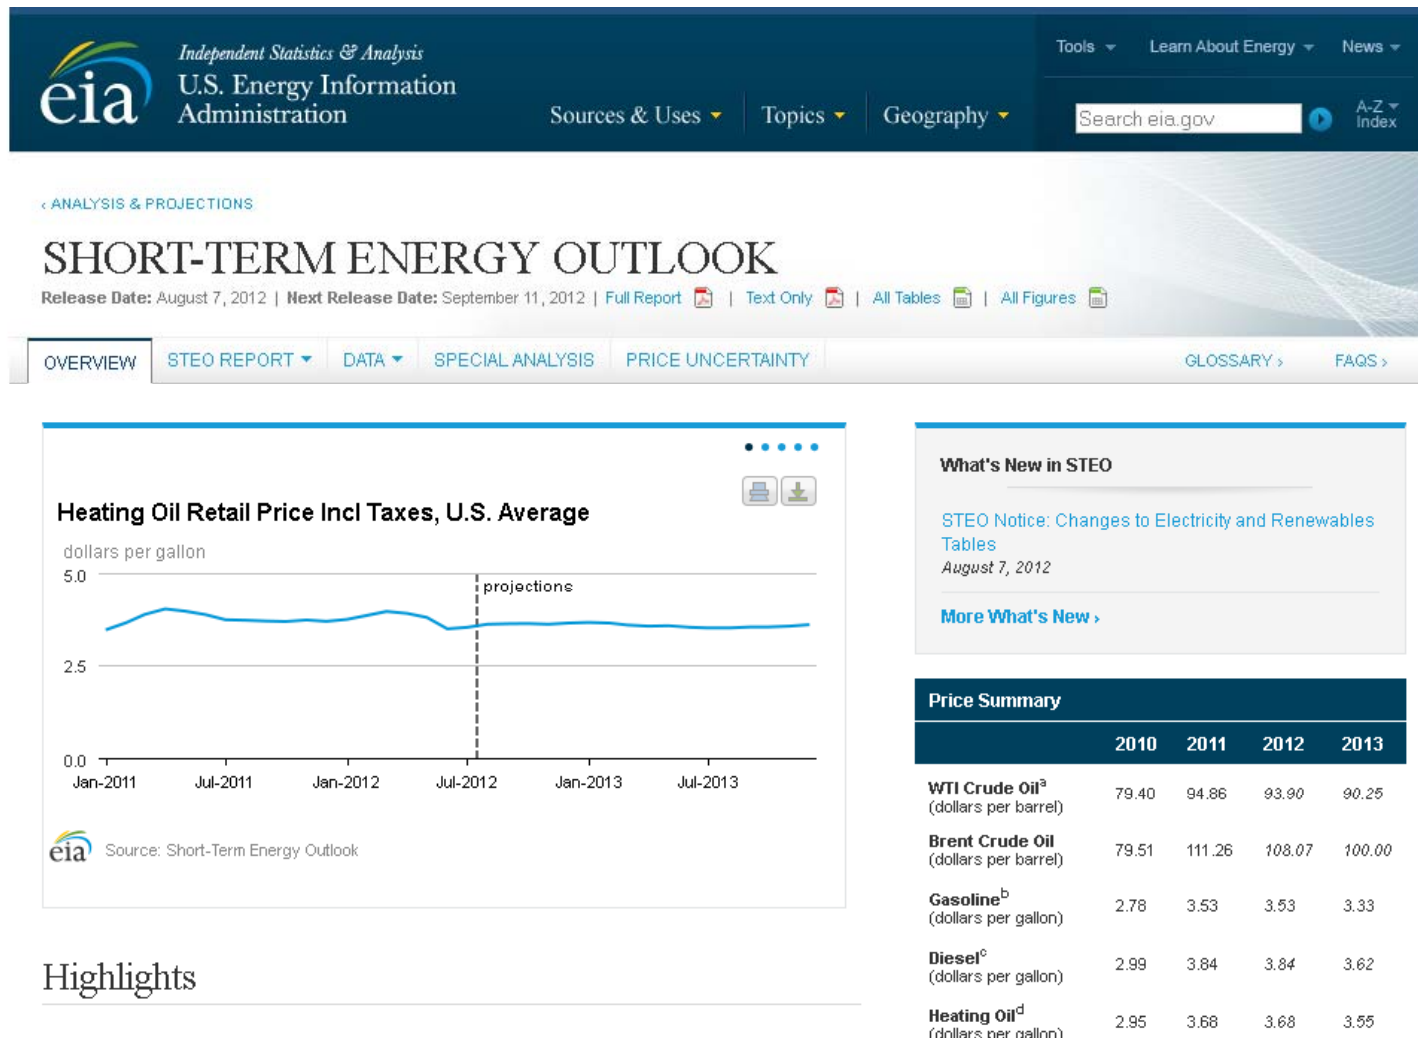 Independent Statistics & Analysis
U.S. Energy Information
Administration
eia
Sources & Uses
Topics
Geography
Tools
Learn About Energy
News
Search eia.gov
A-Z
Index
‹ ANALYSIS & PROJECTIONS
SHORT-TERM ENERGY OUTLOOK
Release Date: August 7, 2012 | Next Release Date: September 11, 2012 | Full Report | Text Only | All Tables | All Figures
OVERVIEW
STEO REPORT
DATA
SPECIAL ANALYSIS
PRICE UNCERTAINTY
GLOSSARY ›
FAQS ›
Heating Oil Retail Price Incl Taxes, U.S. Average
dollars per gallon
5.0
projections
2.5
0.0
Jan-2011 Jul-2011 Jan-2012 Jul-2012 Jan-2013 Jul-2013
eia Source: Short-Term Energy Outlook
Highlights
What's New in STEO
STEO Notice: Changes to Electricity and Renewables
Tables
August 7, 2012
More What's New ›
Price Summary
2010 2011 2012 2013
WTI Crude Oilᵃ
(dollars per barrel) 79.40 94.86 93.90 90.25
Brent Crude Oil
(dollars per barrel) 79.51 111.26 108.07 100.00
Gasolineᵇ
(dollars per gallon) 2.78 3.53 3.53 3.33
Dieselᶜ
(dollars per gallon) 2.99 3.84 3.84 3.62
Heating Oilᵈ
(dollars per gallon) 2.95 3.68 3.68 3.55